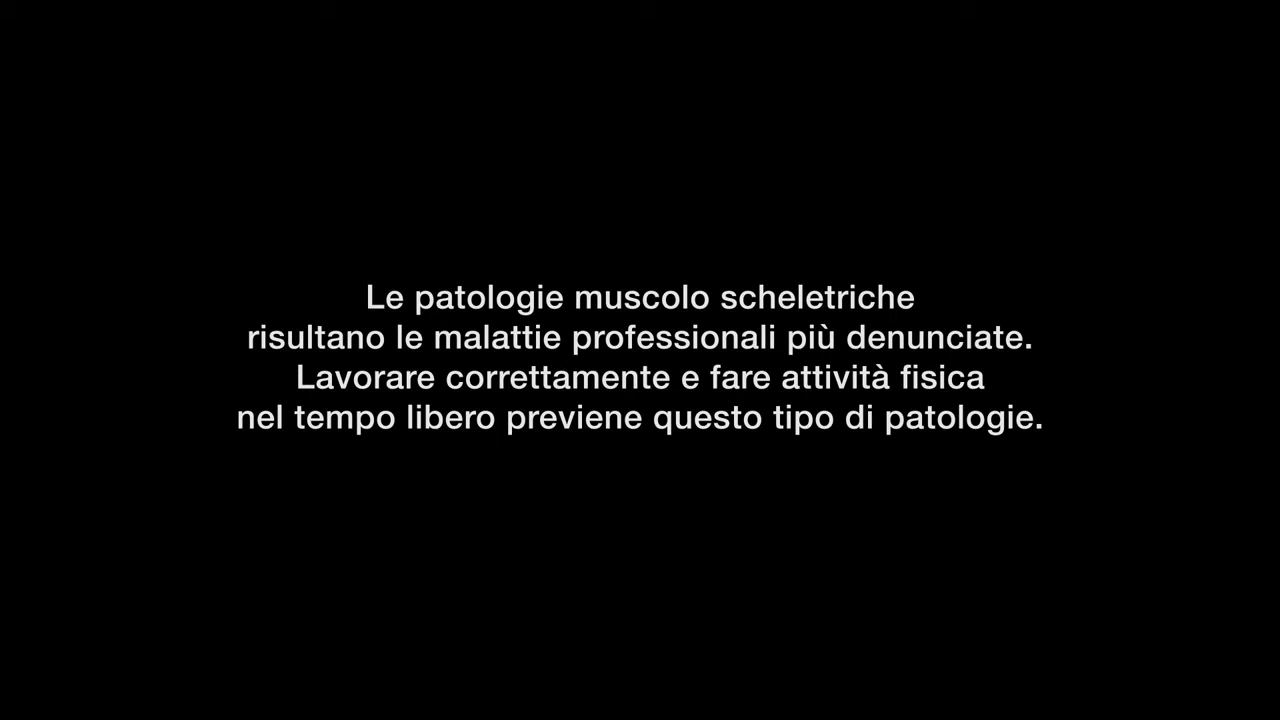 Le patologie muscolo scheletriche
risultano le malattie professionali più denunciate.
Lavorare correttamente e fare attività fisica
nel tempo libero previene questo tipo di patologie.